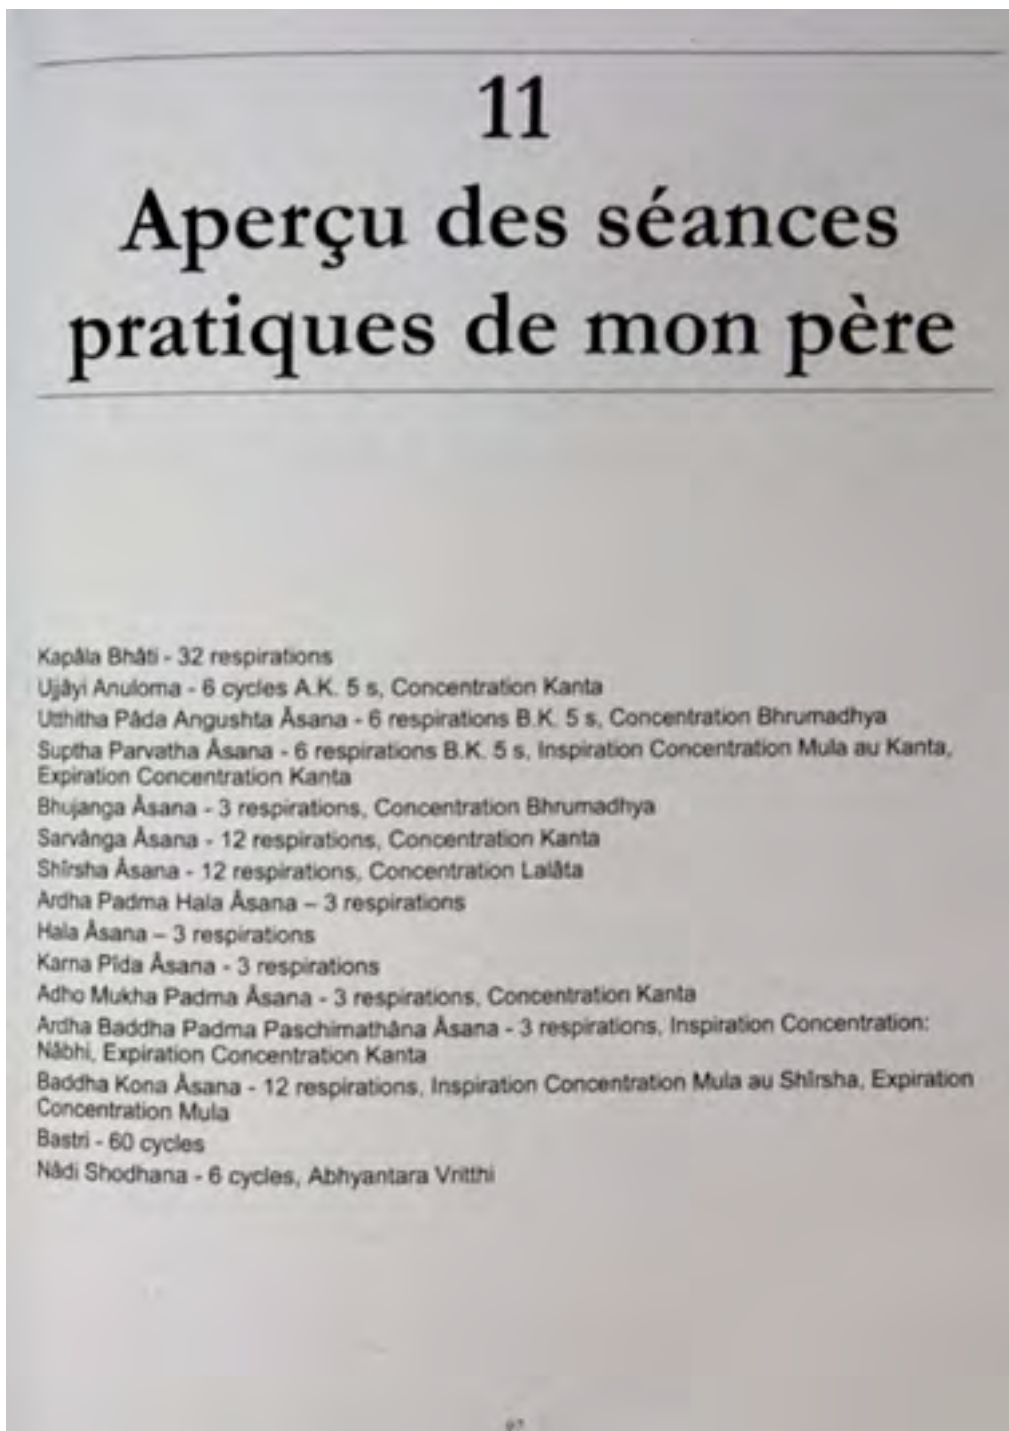 11
Aperçu des séances
pratiques de mon père
Kapâla Bhâti - 32 respirations
Ujjâyi Anuloma - 6 cycles A.K. 5 s, Concentration Kanta
Utthitha Pâda Angushta Âsana - 6 respirations B.K. 5 s, Concentration Bhrumadhya
Suptha Parvatha Âsana - 6 respirations B.K. 5 s, Inspiration Concentration Mula au Kanta,
Expiration Concentration Kanta
Bhujanga Âsana - 3 respirations, Concentration Bhrumadhya
Sarvânga Âsana - 12 respirations, Concentration Kanta
Shîrsha Âsana - 12 respirations, Concentration Lalâta
Ardha Padma Hala Âsana – 3 respirations
Hala Âsana – 3 respirations
Karna Pîda Âsana - 3 respirations
Adho Mukha Padma Âsana - 3 respirations, Concentration Kanta
Ardha Baddha Padma Paschimathâna Âsana - 3 respirations, Inspiration Concentration:
Nâbhi, Expiration Concentration Kanta
Baddha Kona Âsana - 12 respirations, Inspiration Concentration Mula au Shîrsha, Expiration
Concentration Mula
Bastri - 60 cycles
Nâdi Shodhana - 6 cycles, Abhyantara Vritthi